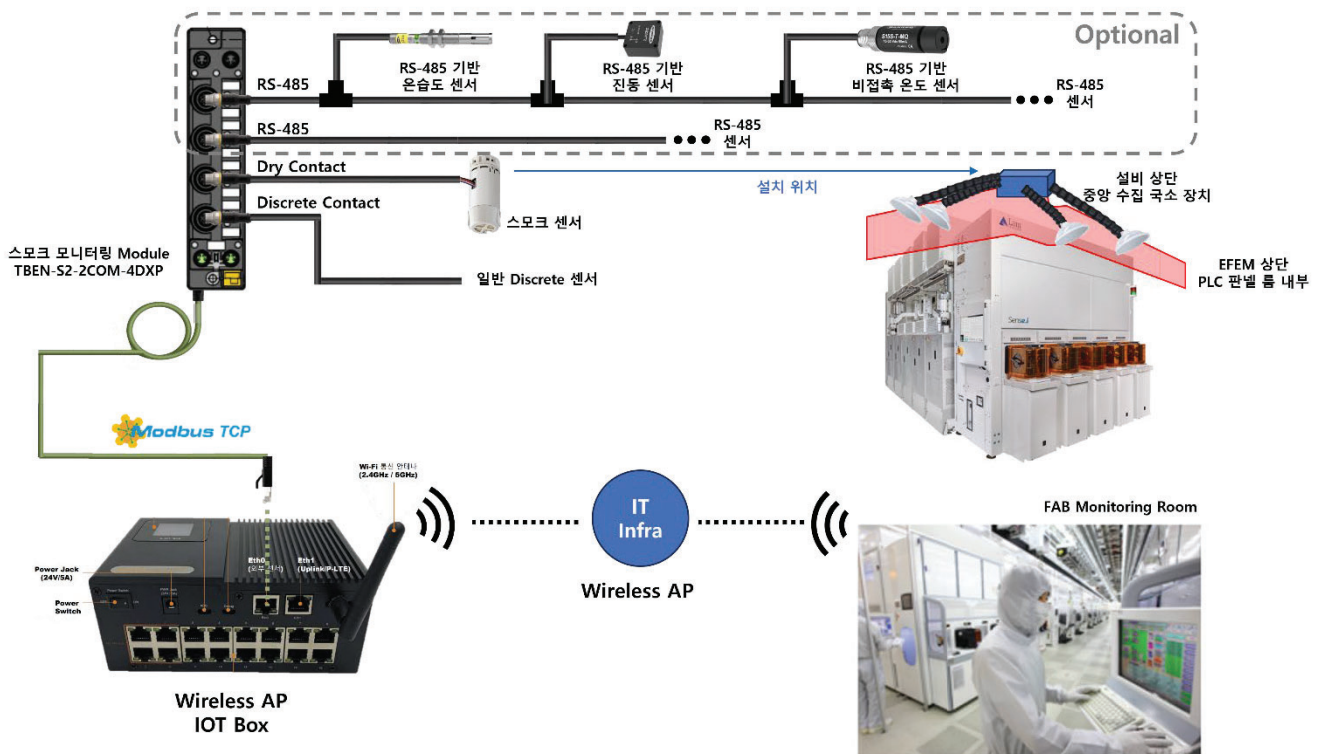 Optional
RS-485 기반
온습도 센서
RS-485 기반
진동 센서
S15S-T-MQ
RS-485 기반
비접촉 온도 센서
RS-485
RS-485
센서
RS-485
RS-485
센서
Dry Contact
설치 위치
설비 상단
중앙 수집 국소 장치
Discrete Contact
스모크 센서
스모크 모니터링 Module
TBEN-S2-2COM-4DXP
일반 Discrete 센서
EFEM 상단
PLC 판넬 룸 내부
Lam
Sense.i
Modbus TCP
Wi-Fi 통신 안테나
(2.4GHz / 5GHz)
IT
Infra
FAB Monitoring Room
Eth0
Eth1
(Uplink/P-LTE)
Power Jack
(24V/5A)
Power
Switch
Wireless AP
Wireless AP
IOT Box